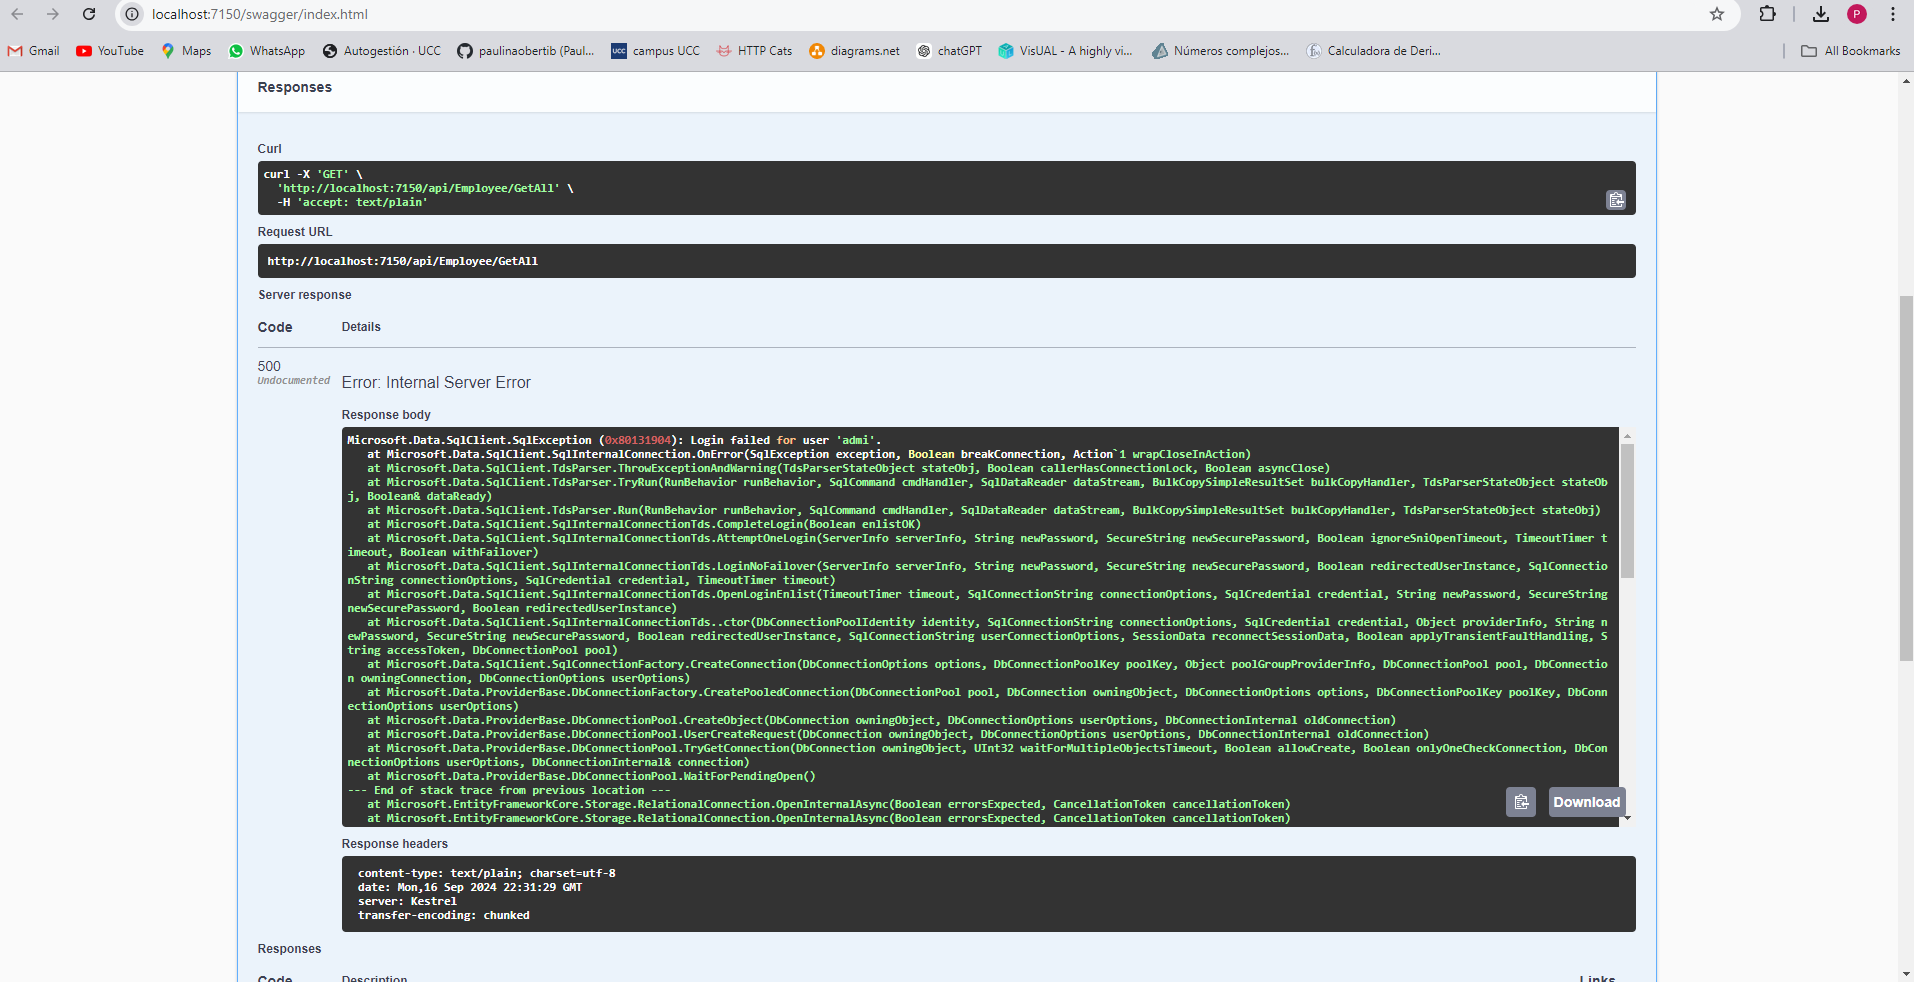 localhost:7150/swagger/index.html
P
Gmail YouTube Maps WhatsApp Autogestión · UCC paulinaobertib (Paul... UCC campus UCC HTTP Cats diagrams.net chatGPT VisUAL - A highly vi... Números complejos... Calculadora de Deri... All Bookmarks
Responses
Curl
curl -X 'GET' \
'http://localhost:7150/api/Employee/GetAll' \
-H 'accept: text/plain'
Request URL
http://localhost:7150/api/Employee/GetAll
Server response
Code Details
500
Undocumented
Error: Internal Server Error
Response body
Microsoft.Data.SqlClient.SqlException (0x80131904): Login failed for user 'admi'.
at Microsoft.Data.SqlClient.SqlInternalConnection.OnError(SqlException exception, Boolean breakConnection, Action`1 wrapCloseInAction)
at Microsoft.Data.SqlClient.TdsParser.ThrowExceptionAndWarning(TdsParserStateObject stateObj, Boolean callerHasConnectionLock, Boolean asyncClose)
at Microsoft.Data.SqlClient.TdsParser.TryRun(RunBehavior runBehavior, SqlCommand cmdHandler, SqlDataReader dataStream, BulkCopySimpleResultSet bulkCopyHandler, TdsParserStateObject stateOb
j, Boolean& dataReady)
at Microsoft.Data.SqlClient.TdsParser.Run(RunBehavior runBehavior, SqlCommand cmdHandler, SqlDataReader dataStream, BulkCopySimpleResultSet bulkCopyHandler, TdsParserStateObject stateObj)
at Microsoft.Data.SqlClient.SqlInternalConnectionTds.CompleteLogin(Boolean enlistOK)
at Microsoft.Data.SqlClient.SqlInternalConnectionTds.AttemptOneLogin(ServerInfo serverInfo, String newPassword, SecureString newSecurePassword, Boolean ignoreSniOpenTimeout, TimeoutTimer t
imeout, Boolean withFailover)
at Microsoft.Data.SqlClient.SqlInternalConnectionTds.LoginNoFailover(ServerInfo serverInfo, String newPassword, SecureString newSecurePassword, Boolean redirectedUserInstance, SqlConnectio
nString connectionOptions, SqlCredential credential, TimeoutTimer timeout)
at Microsoft.Data.SqlClient.SqlInternalConnectionTds.OpenLoginEnlist(TimeoutTimer timeout, SqlConnectionString connectionOptions, SqlCredential credential, String newPassword, SecureString
newSecurePassword, Boolean redirectedUserInstance)
at Microsoft.Data.SqlClient.SqlInternalConnectionTds..ctor(DbConnectionPoolIdentity identity, SqlConnectionString connectionOptions, SqlCredential credential, Object providerInfo, String n
ewPassword, SecureString newSecurePassword, Boolean redirectedUserInstance, SqlConnectionString userConnectionOptions, SessionData reconnectSessionData, Boolean applyTransientFaultHandling, S
tring accessToken, DbConnectionPool pool)
at Microsoft.Data.SqlClient.SqlConnectionFactory.CreateConnection(DbConnectionOptions options, DbConnectionPoolKey poolKey, Object poolGroupProviderInfo, DbConnectionPool pool, DbConnectio
n owningConnection, DbConnectionOptions userOptions)
at Microsoft.Data.ProviderBase.DbConnectionFactory.CreatePooledConnection(DbConnectionPool pool, DbConnection owningObject, DbConnectionOptions options, DbConnectionPoolKey poolKey, DbConn
ectionOptions userOptions)
at Microsoft.Data.ProviderBase.DbConnectionPool.CreateObject(DbConnection owningObject, DbConnectionOptions userOptions, DbConnectionInternal oldConnection)
at Microsoft.Data.ProviderBase.DbConnectionPool.UserCreateRequest(DbConnection owningObject, DbConnectionOptions userOptions, DbConnectionInternal oldConnection)
at Microsoft.Data.ProviderBase.DbConnectionPool.TryGetConnection(DbConnection owningObject, UInt32 waitForMultipleObjectsTimeout, Boolean allowCreate, Boolean onlyOneCheckConnection, DbCon
nectionOptions userOptions, DbConnectionInternal& connection)
at Microsoft.Data.ProviderBase.DbConnectionPool.WaitForPendingOpen()
--- End of stack trace from previous location ---
at Microsoft.EntityFrameworkCore.Storage.RelationalConnection.OpenInternalAsync(Boolean errorsExpected, CancellationToken cancellationToken)
at Microsoft.EntityFrameworkCore.Storage.RelationalConnection.OpenInternalAsync(Boolean errorsExpected, CancellationToken cancellationToken)
Download
Response headers
content-type: text/plain; charset=utf-8
date: Mon,16 Sep 2024 22:31:29 GMT
server: Kestrel
transfer-encoding: chunked
Responses
Code Description Links